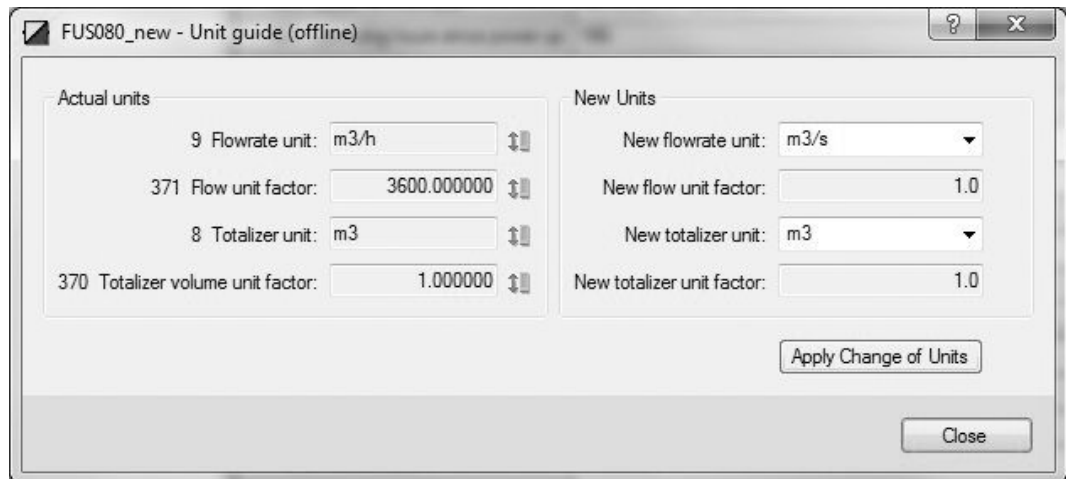 FUS080_new - Unit guide (offline)
Actual units
9 Flowrate unit: m3/h
371 Flow unit factor: 3600.000000
8 Totalizer unit: m3
370 Totalizer volume unit factor: 1.000000
New Units
New flowrate unit: m3/s
New flow unit factor: 1.0
New totalizer unit: m3
New totalizer unit factor: 1.0
Apply Change of Units
Close